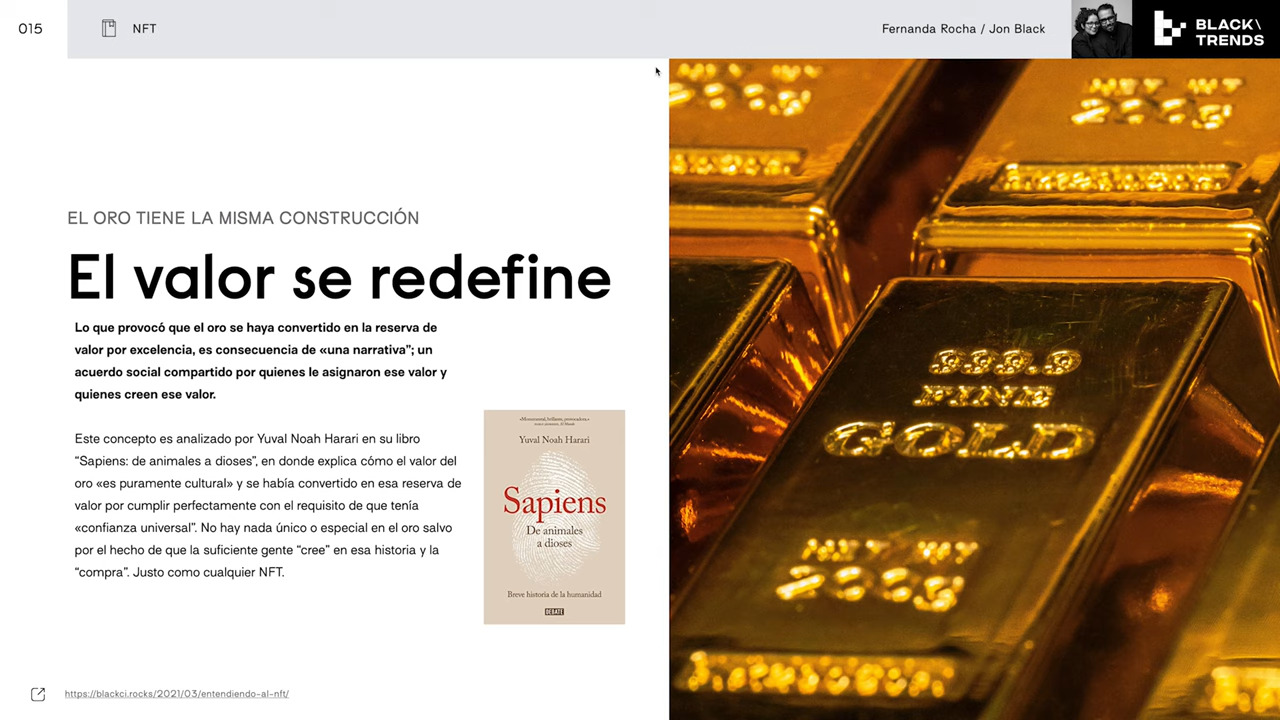 015
NFT
Fernanda Rocha / Jon Black
BLACK\
TRENDS
EL ORO TIENE LA MISMA CONSTRUCCIÓN
El valor se redefine
Lo que provocó que el oro se haya convertido en la reserva de
valor por excelencia, es consecuencia de «una narrativa”; un
acuerdo social compartido por quienes le asignaron ese valor y
quienes creen ese valor.
Este concepto es analizado por Yuval Noah Harari en su libro
“Sapiens: de animales a dioses”, en donde explica cómo el valor del
oro «es puramente cultural» y se había convertido en esa reserva de
valor por cumplir perfectamente con el requisito de que tenía
«confianza universal”. No hay nada único o especial en el oro salvo
por el hecho de que la suficiente gente “cree” en esa historia y la
“compra”. Justo como cualquier NFT.
Yuval Noah Harari
Sapiens
De animales
a dioses
Breve historia de la humanidad
DEBATE
https://blackci.rocks/2021/03/entendiendo-al-nft/
NET WT
999.9
FINE
GOLD
NET WT